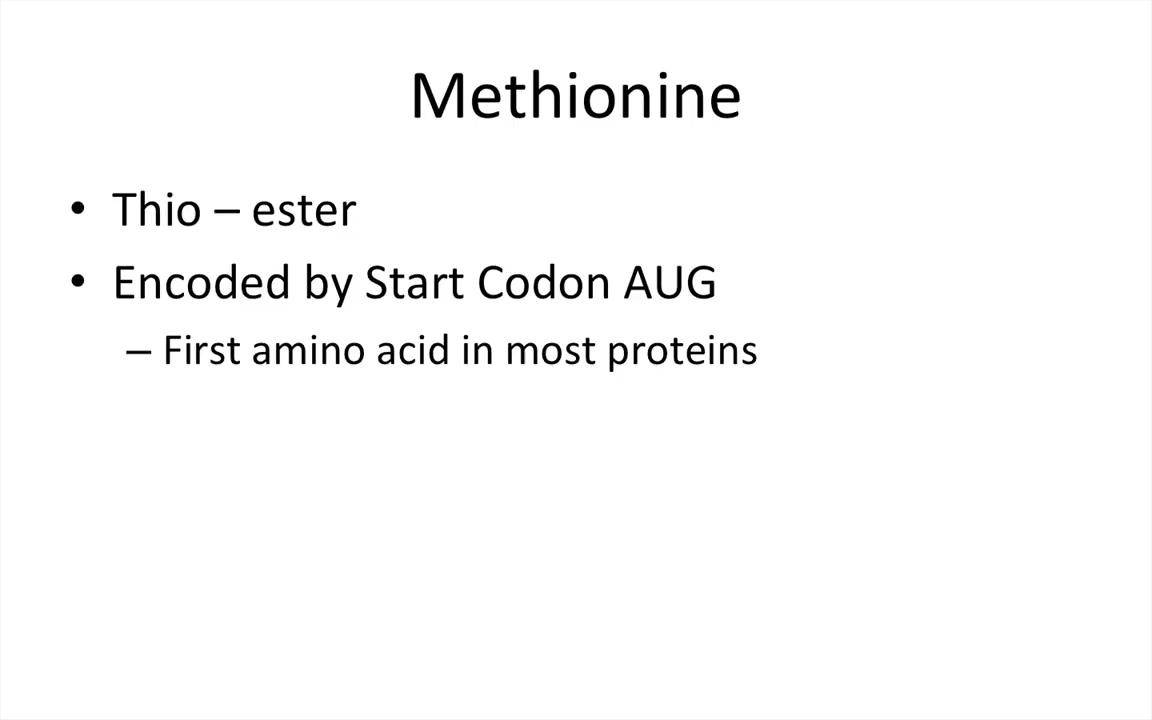 Methionine
• Thio – ester
• Encoded by Start Codon AUG
– First amino acid in most proteins